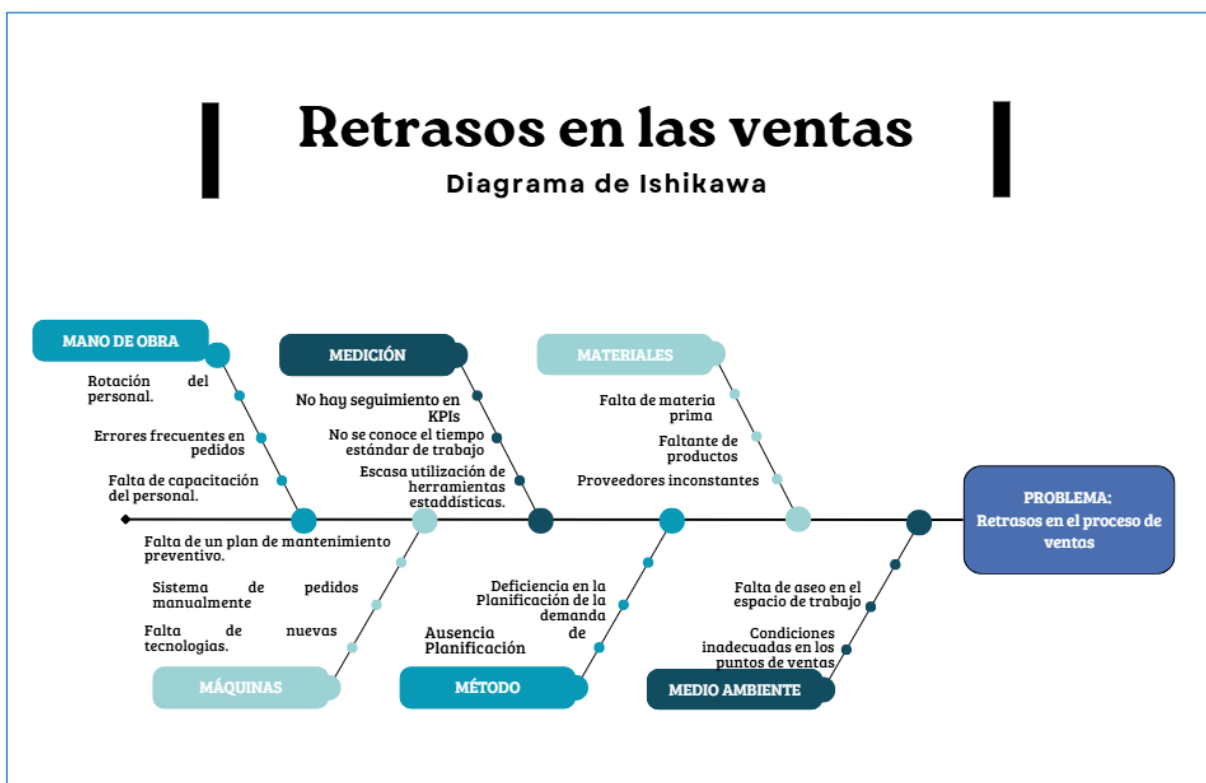 Retrasos en las ventas
Diagrama de Ishikawa
MANO DE OBRA
Rotación del
personal.
Errores frecuentes en
pedidos
Falta de capacitación
del personal.
MEDICIÓN
No hay seguimiento en
KPIs
No se conoce el tiempo
estándar de trabajo
Escasa utilización de
herramientas
estaddísticas.
MATERIALES
Falta de materia
prima
Faltante de
productos
Proveedores inconstantes
PROBLEMA:
Retrasos en el proceso de
ventas
Falta de un plan de mantenimiento
preventivo.
Sistema de pedidos
manualmente
Falta de nuevas
tecnologias.
MÁQUINAS
Deficiencia en la
Planificación de la
demanda
Ausencia de
Planificación
MÉTODO
Falta de aseo en el
espacio de trabajo
Condiciones
inadecuadas en los
puntos de ventas
MEDIO AMBIENTE